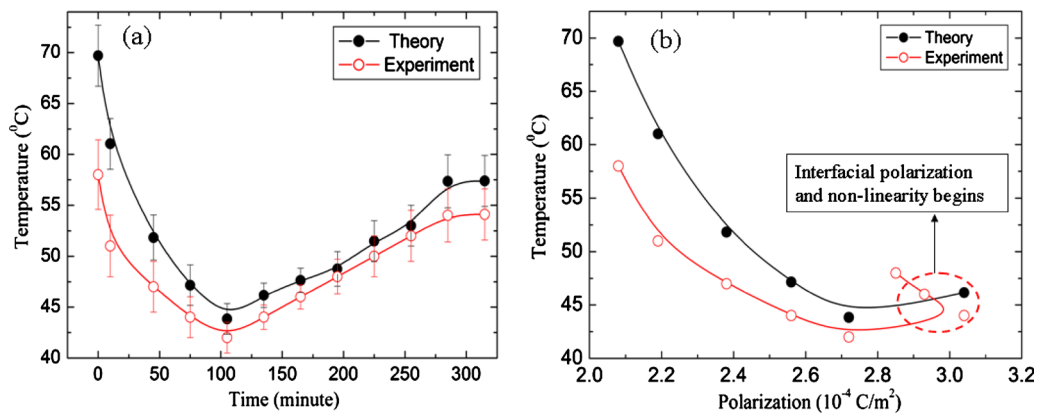 (a)
Theory
Experiment
Temperature (⁰C)
70
65
60
55
50
45
40
0 50 100 150 200 250 300
Time (minute)
(b)
Theory
Experiment
Interfacial polarization
and non-linearity begins
Temperature (⁰C)
70
65
60
55
50
45
40
2.0 2.2 2.4 2.6 2.8 3.0 3.2
Polarization (10⁻⁴ C/m²)